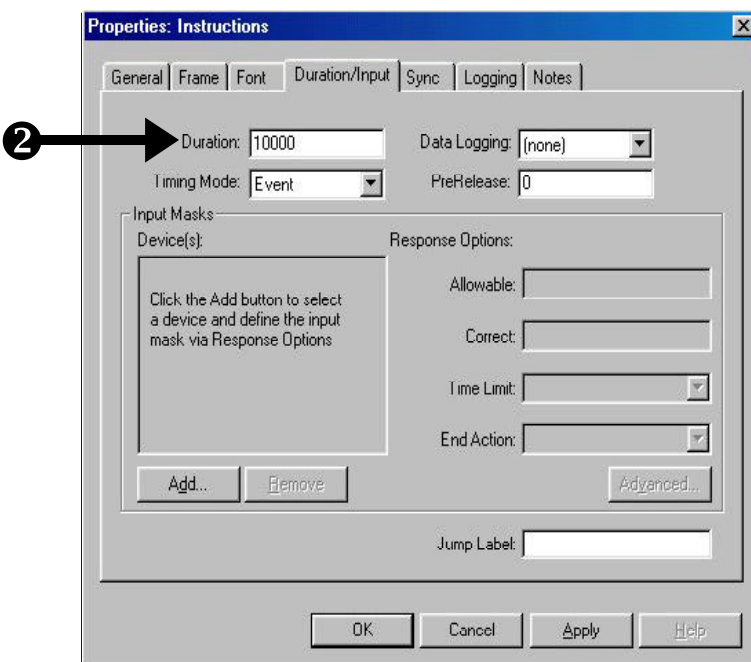 Properties: Instructions
General Frame Font Duration/Input Sync Logging Notes
2
Duration: 10000
Data Logging: (none)
Timing Mode: Event
PreRelease: 0
Input Masks
Device(s):
Response Options:
Click the Add button to select
a device and define the input
mask via Response Options
Allowable:
Correct:
Time Limit:
End Action:
Add... Remove
Advanced...
Jump Label:
OK Cancel Apply Help